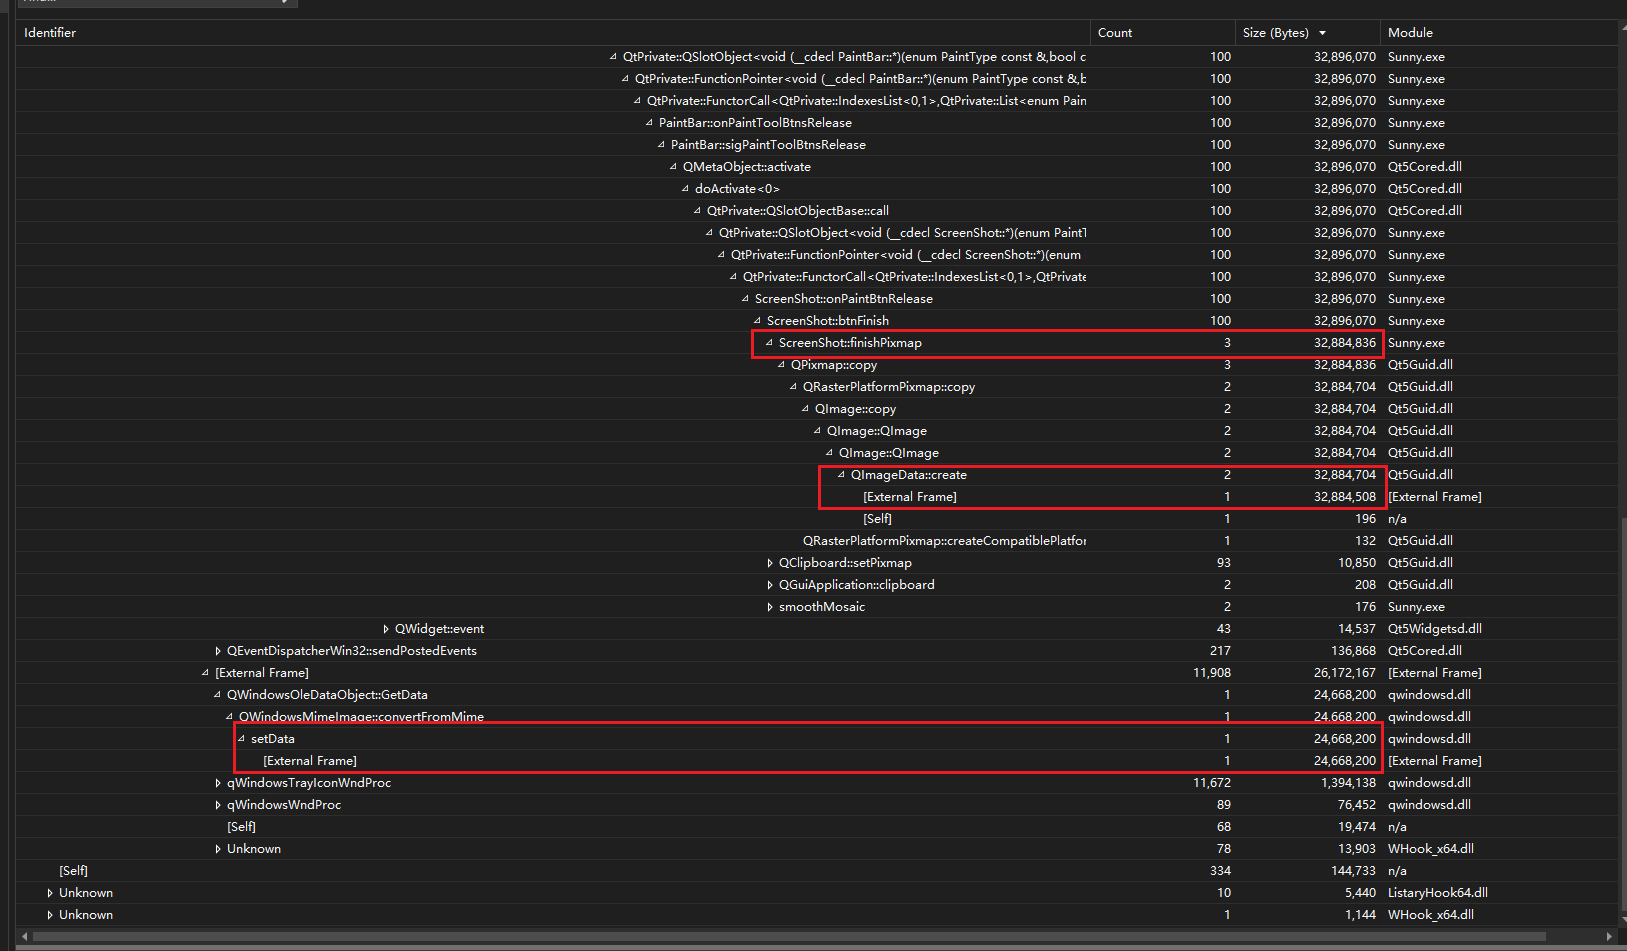 Identifier Count Size (Bytes) Module
QtPrivate::QSlotObject<void (__cdecl PaintBar::*)(enum PaintType const &,bool c 100 32,896,070 Sunny.exe
QtPrivate::FunctionPointer<void (__cdecl PaintBar::*)(enum PaintType const &,b 100 32,896,070 Sunny.exe
QtPrivate::FunctorCall<QtPrivate::IndexesList<0,1>,QtPrivate::List<enum Pain 100 32,896,070 Sunny.exe
PaintBar::onPaintToolBtnsRelease 100 32,896,070 Sunny.exe
PaintBar::sigPaintToolBtnsRelease 100 32,896,070 Sunny.exe
QMetaObject::activate 100 32,896,070 Qt5Cored.dll
doActivate<0> 100 32,896,070 Qt5Cored.dll
QtPrivate::QSlotObjectBase::call 100 32,896,070 Qt5Cored.dll
QtPrivate::QSlotObject<void (__cdecl ScreenShot::*)(enum PaintT 100 32,896,070 Sunny.exe
QtPrivate::FunctionPointer<void (__cdecl ScreenShot::*)(enum 100 32,896,070 Sunny.exe
QtPrivate::FunctorCall<QtPrivate::IndexesList<0,1>,QtPrivate 100 32,896,070 Sunny.exe
ScreenShot::onPaintBtnRelease 100 32,896,070 Sunny.exe
ScreenShot::btnFinish 100 32,896,070 Sunny.exe
ScreenShot::finishPixmap 3 32,884,836 Sunny.exe
QPixmap::copy 3 32,884,836 Qt5Guid.dll
QRasterPlatformPixmap::copy 2 32,884,704 Qt5Guid.dll
QImage::copy 2 32,884,704 Qt5Guid.dll
QImage::QImage 2 32,884,704 Qt5Guid.dll
QImage::QImage 2 32,884,704 Qt5Guid.dll
QImageData::create 2 32,884,704 Qt5Guid.dll
[External Frame] 1 32,884,508 [External Frame]
[Self] 1 196 n/a
QRasterPlatformPixmap::createCompatiblePlatfor 1 132 Qt5Guid.dll
QClipboard::setPixmap 93 10,850 Qt5Guid.dll
QGuiApplication::clipboard 2 208 Qt5Guid.dll
smoothMosaic 2 176 Sunny.exe
QWidget::event 43 14,537 Qt5Widgetsd.dll
QEventDispatcherWin32::sendPostedEvents 217 136,868 Qt5Cored.dll
[External Frame] 11,908 26,172,167 [External Frame]
QWindowsOleDataObject::GetData 1 24,668,200 qwindowsd.dll
QWindowsMimeImage::convertFromMime 1 24,668,200 qwindowsd.dll
setData 1 24,668,200 qwindowsd.dll
[External Frame] 1 24,668,200 [External Frame]
qWindowsTrayIconWndProc 11,672 1,394,138 qwindowsd.dll
qWindowsWndProc 89 76,452 qwindowsd.dll
[Self] 68 19,474 n/a
Unknown 78 13,903 WHook_x64.dll
[Self] 334 144,733 n/a
Unknown 10 5,440 ListaryHook64.dll
Unknown 1 1,144 WHook_x64.dll